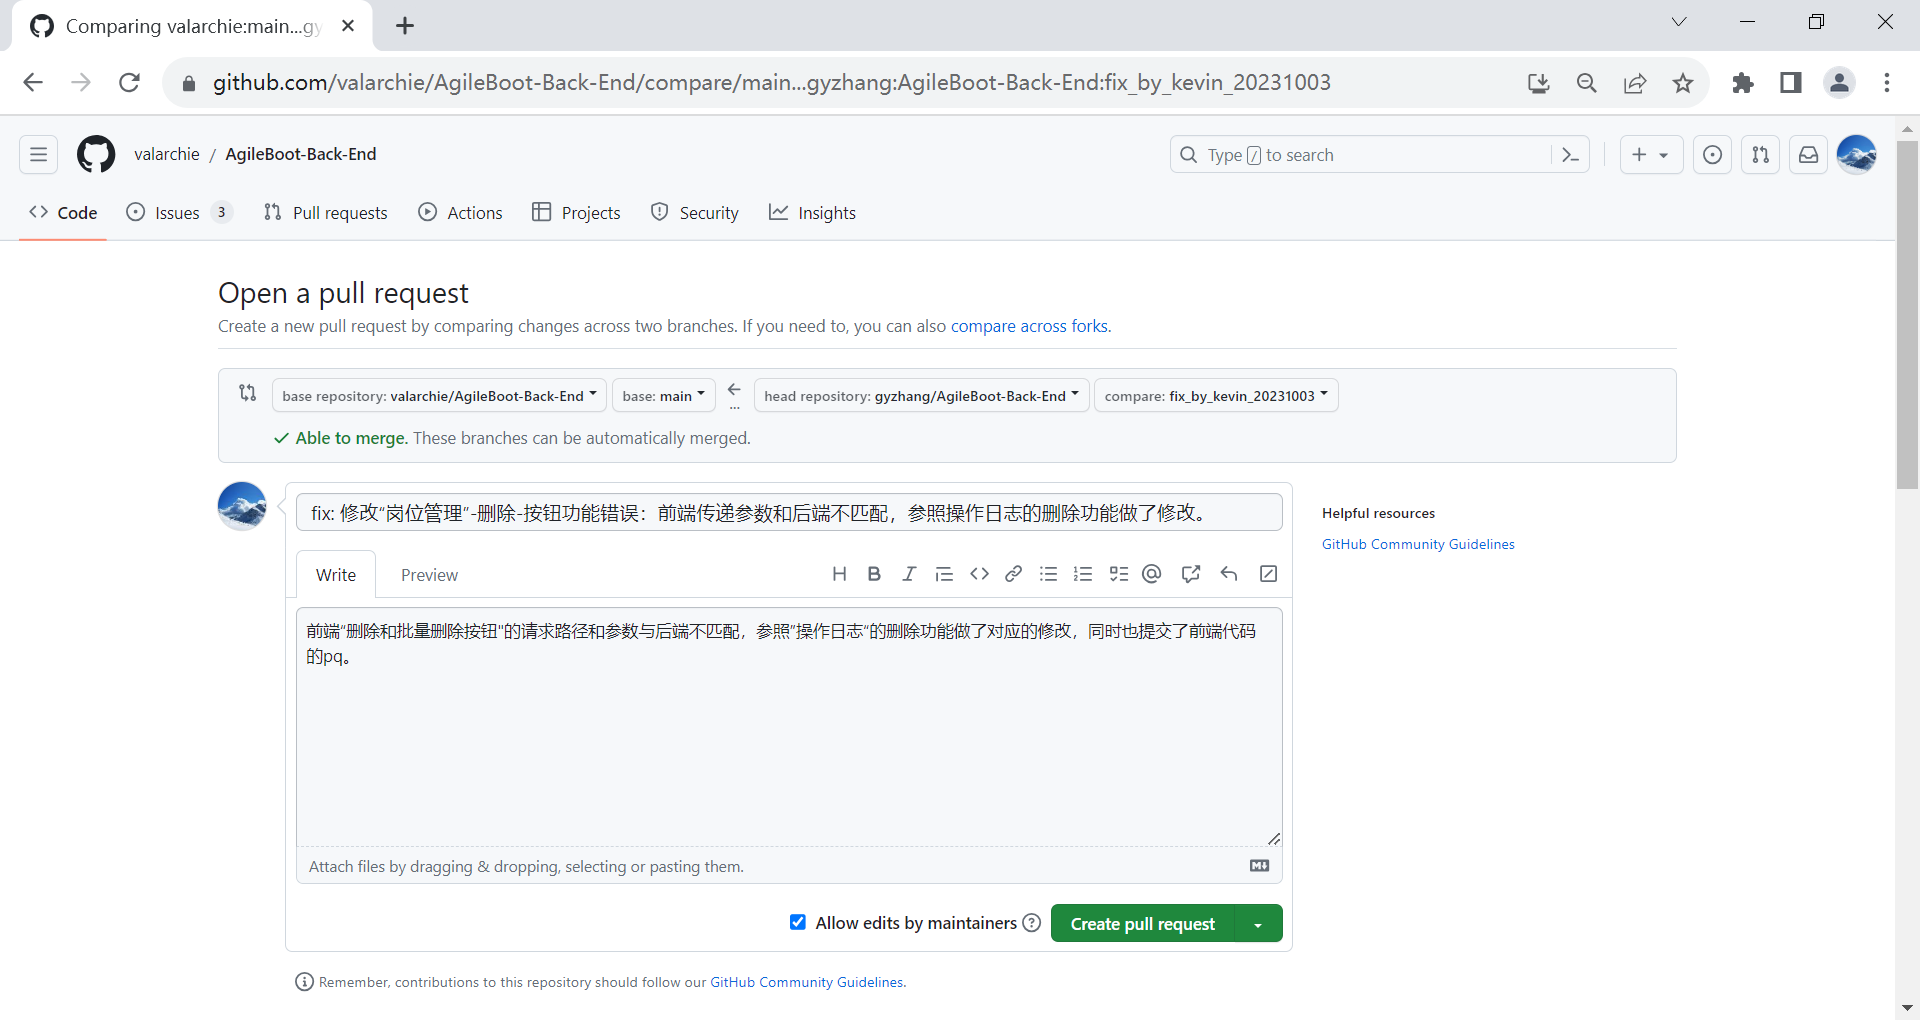 Comparing valarchie:main...gy
github.com/valarchie/AgileBoot-Back-End/compare/main...gyzhang:AgileBoot-Back-End:fix_by_kevin_20231003
valarchie / AgileBoot-Back-End
Type / to search
Code
Issues 3
Pull requests
Actions
Projects
Security
Insights
Open a pull request
Create a new pull request by comparing changes across two branches. If you need to, you can also compare across forks.
base repository: valarchie/AgileBoot-Back-End
base: main
...
head repository: gyzhang/AgileBoot-Back-End
compare: fix_by_kevin_20231003
Able to merge. These branches can be automatically merged.
fix: 修改“岗位管理”-删除-按钮功能错误：前端传递参数和后端不匹配，参照操作日志的删除功能做了修改。
Helpful resources
GitHub Community Guidelines
Write
Preview
前端“删除和批量删除按钮"的请求路径和参数与后端不匹配，参照”操作日志“的删除功能做了对应的修改，同时也提交了前端代码
的pq。
Attach files by dragging & dropping, selecting or pasting them.
Allow edits by maintainers
Create pull request
Remember, contributions to this repository should follow our GitHub Community Guidelines.